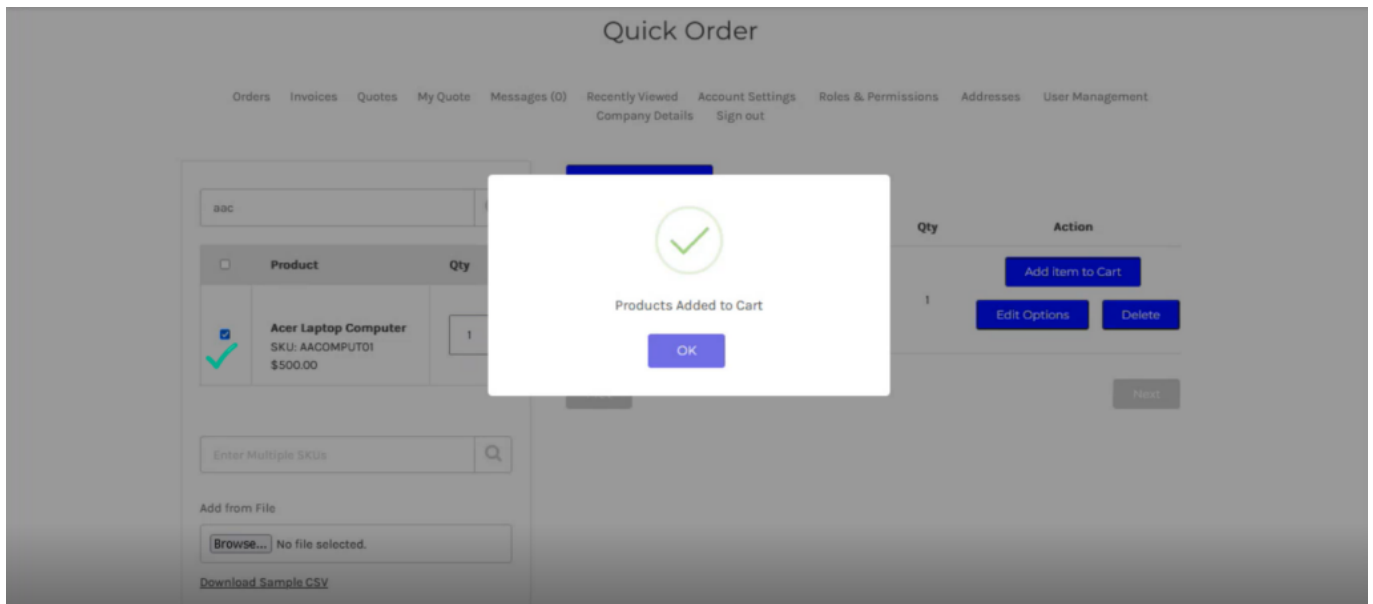 Quick Order
Orders Invoices Quotes My Quote Messages (0) Recently Viewed Account Settings Roles & Permissions Addresses User Management
Company Details Sign out
aac
Product Qty
Acer Laptop Computer
SKU: AACOMPUT01
$500.00
1
Enter Multiple SKUs
Add from File
Browse... No file selected.
Download Sample CSV
Products Added to Cart
OK
Qty Action
1
Add item to Cart
Edit Options Delete
Next